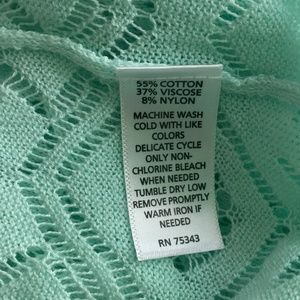 55% COTTON
37% VISCOSE
8% NYLON
MACHINE WASH
COLD WITH LIKE
COLORS
DELICATE CYCLE
ONLY NON-
CHLORINE BLEACH
WHEN NEEDED
TUMBLE DRY LOW
REMOVE PROMPTLY
WARM IRON IF
NEEDED
RN 75343